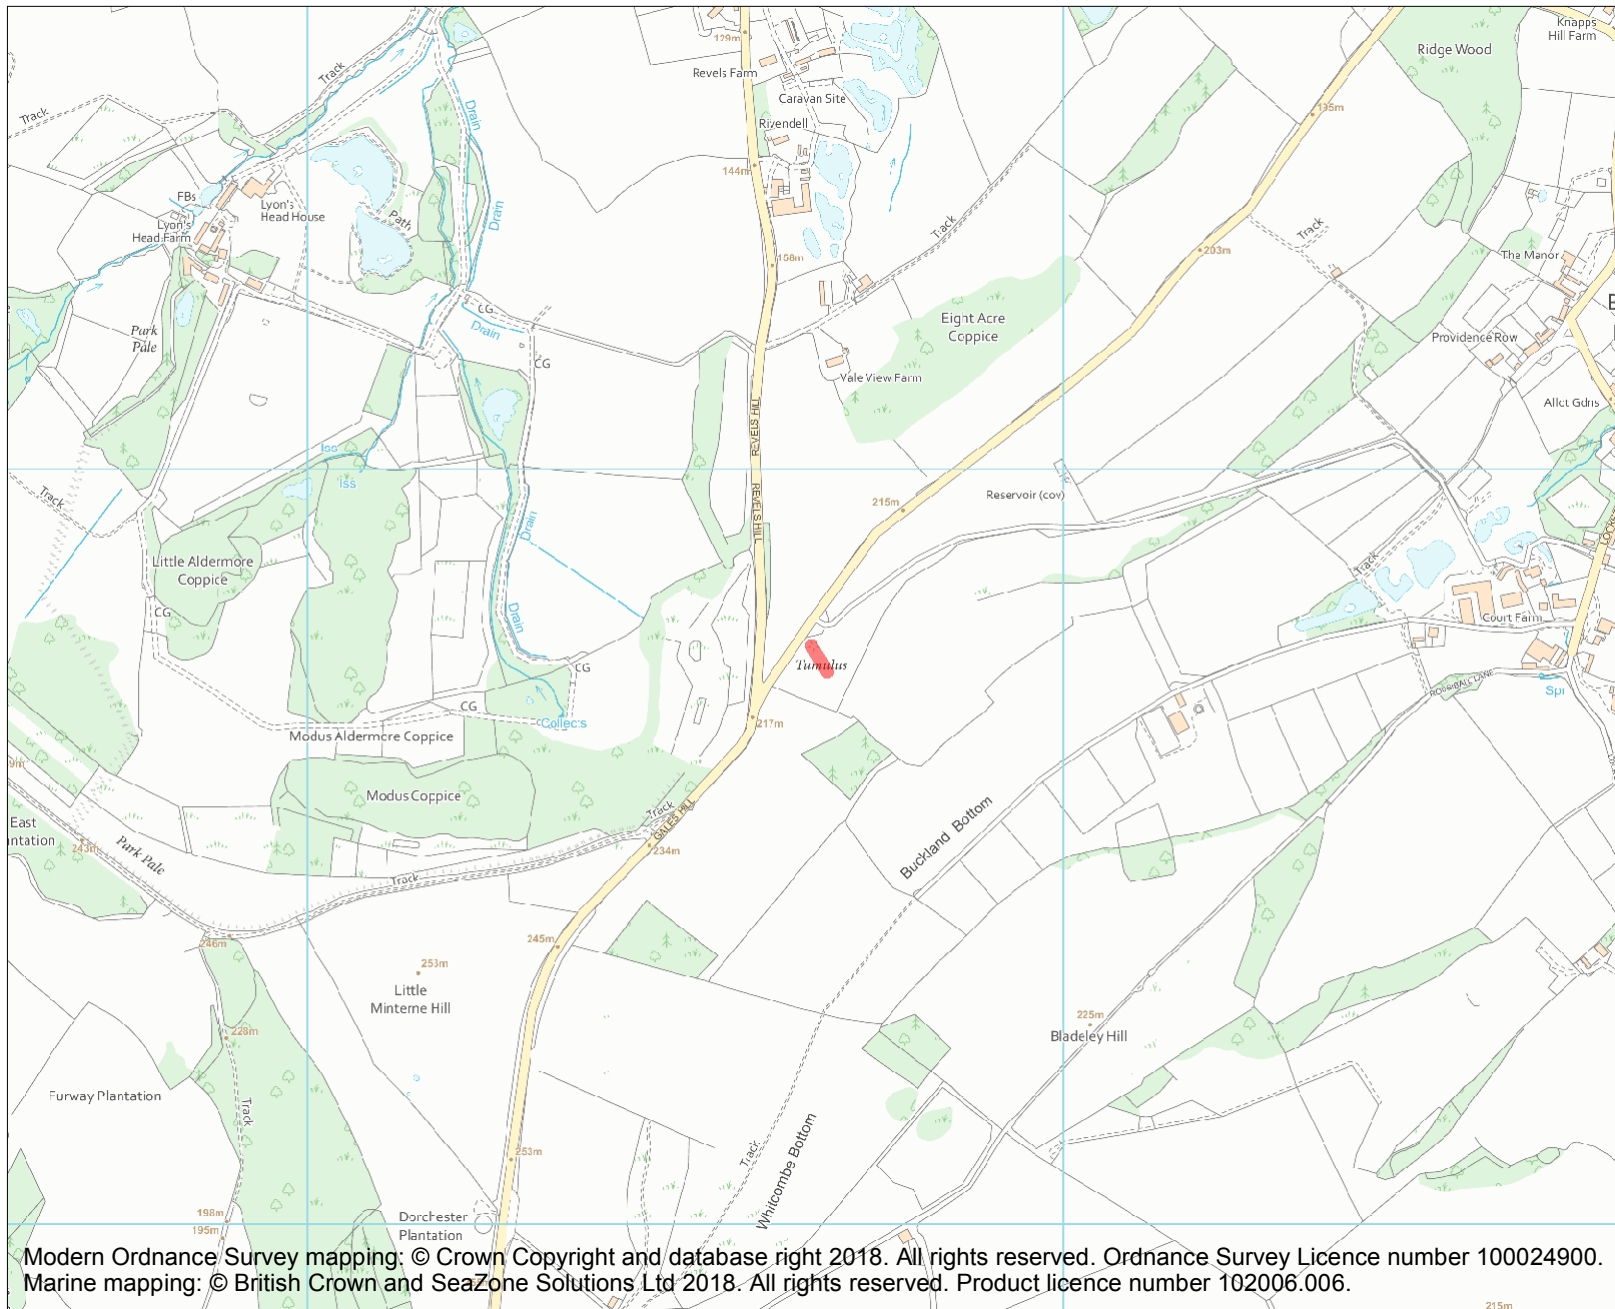 Knapps
Hill Farm
Ridge Wood
129m
Revels Farm
Track
Caravan Site
Drain
Track
135m
Rivendell
144m
FBs
Lyon's
Head House
Path
Drain
Lyon's
Head Farm
Track
Track
158m
203m
The Manor
CG
Drain
Park
Pale
Eight Acre
Coppice
Providence Row
CG
Vale View Farm
Allot Gdns
REVELS HILL
Iss
Iss
Track
Reservoir (cov)
215m
REVELS HILL
Drain
Little Aldermore
Coppice
Track
CG
Drain
Court Farm
Tumulus
CG
ROUSIBALL LANE
Spr
CG
Collects
217m
Modus Aldermore Coppice
Modus Coppice
Track
GALES HILL
Buckland Bottom
East
243m
Park Pale
234m
Track
246m
245m
253m
Little
Minterne Hill
225m
Bladeley Hill
228m
Furway Plantation
Track
253m
Track
Whitcombe Bottom
198m
195m
Dorchester
Plantation
Modern Ordnance Survey mapping: © Crown Copyright and database right 2018. All rights reserved. Ordnance Survey Licence number 100024900.
Marine mapping: © British Crown and SeaZone Solutions Ltd 2018. All rights reserved. Product licence number 102006.006.
215m